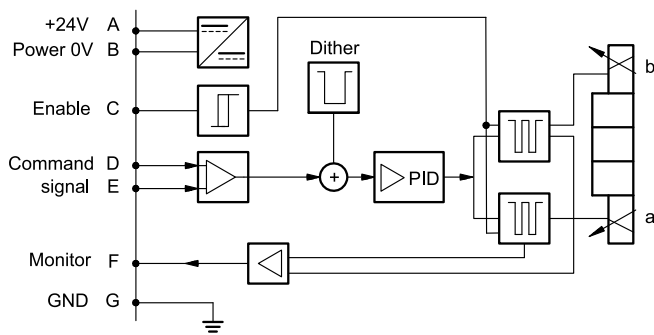 +24V A
Power 0V B
Dither
Enable C
b
Command D
signal E
PID
a
Monitor F
GND G